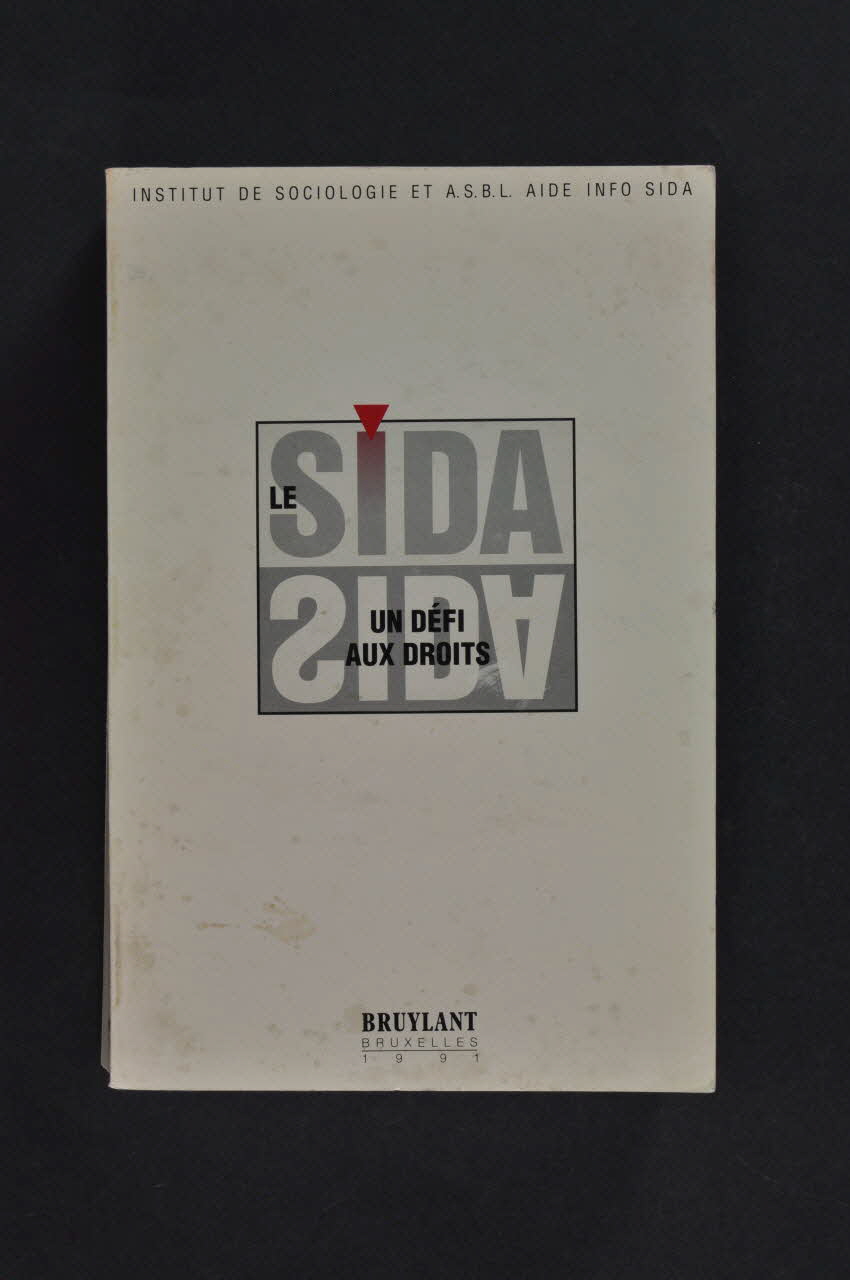 INSTITUT DE SOCIOLOGIE ET A.S.B.L. AIDE INFO SIDA
LE SIDA
SIDA
UN DÉFI
AUX DROITS
BRUYLANT
BRUXELLES
1991